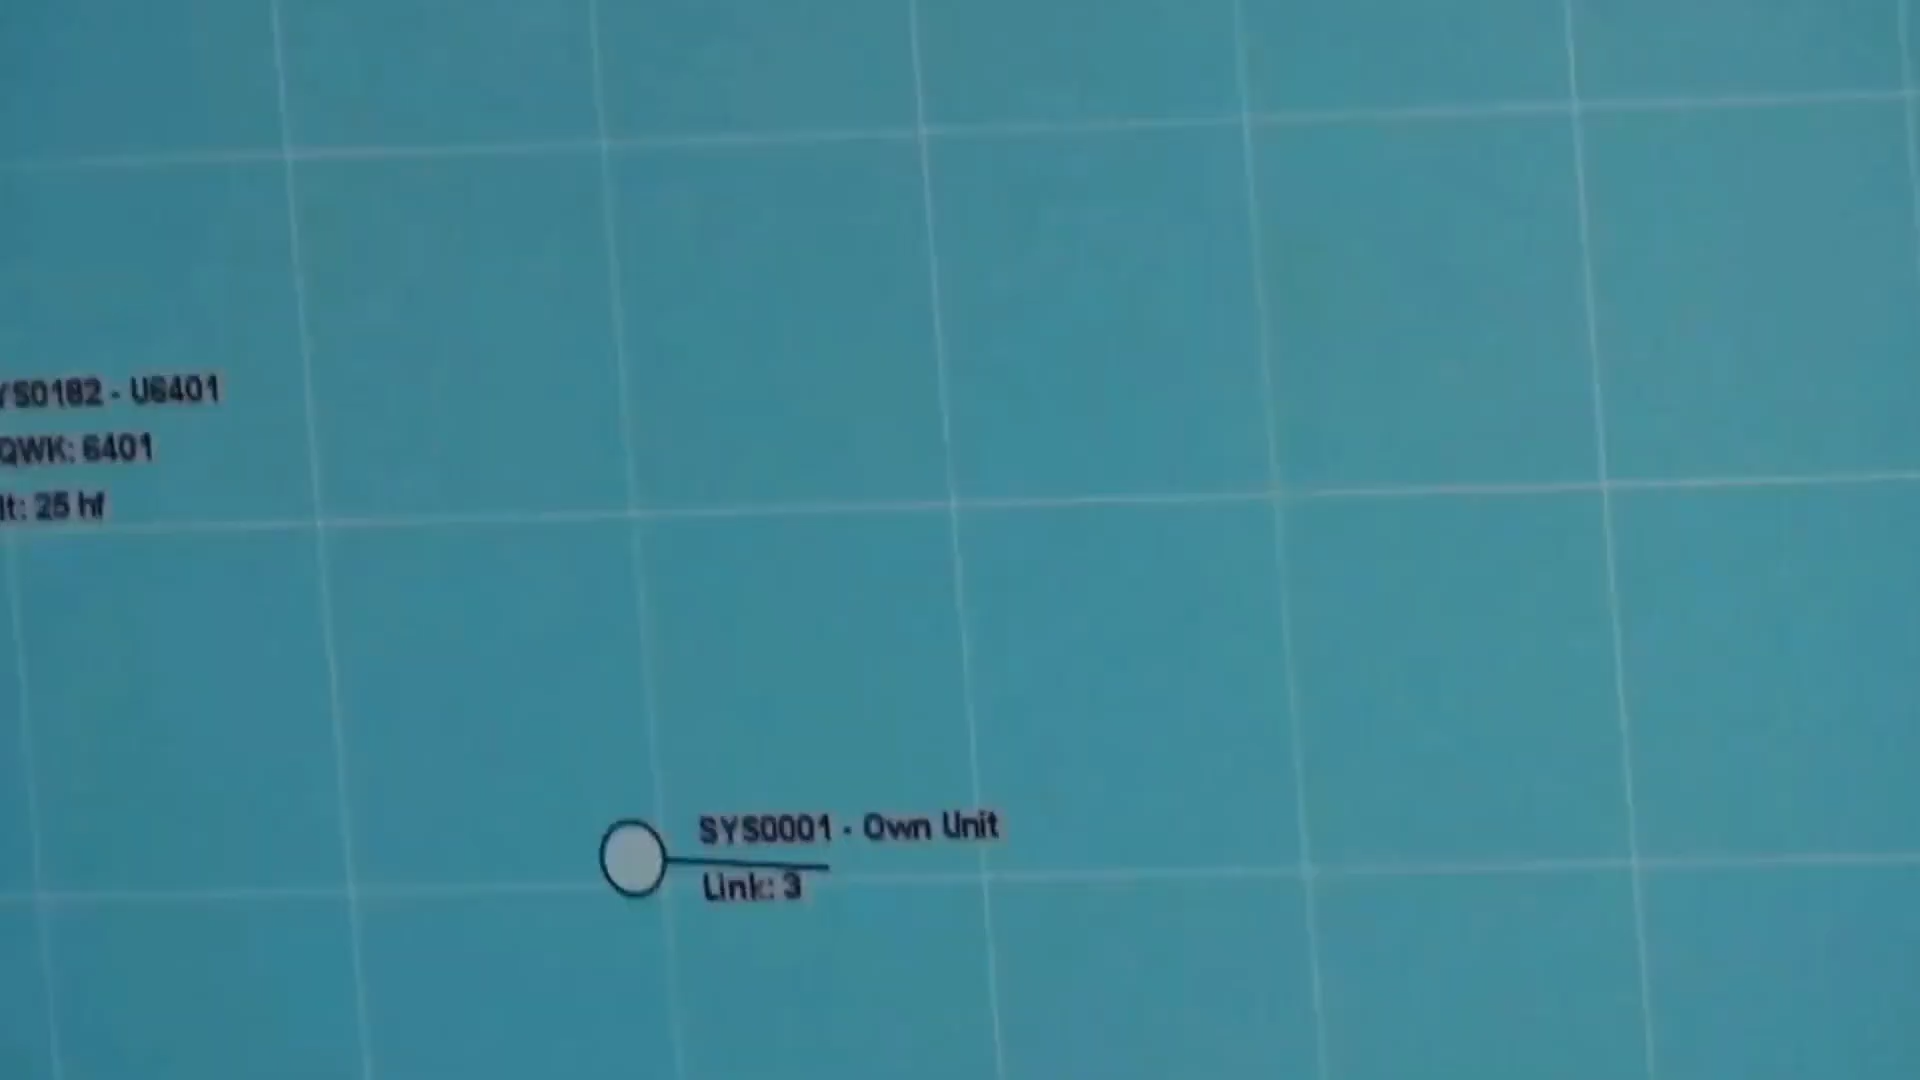 YS0182 - U6401
QWK: 6401
lt: 25 hf
SYS0001 - Own Unit
Link: 3